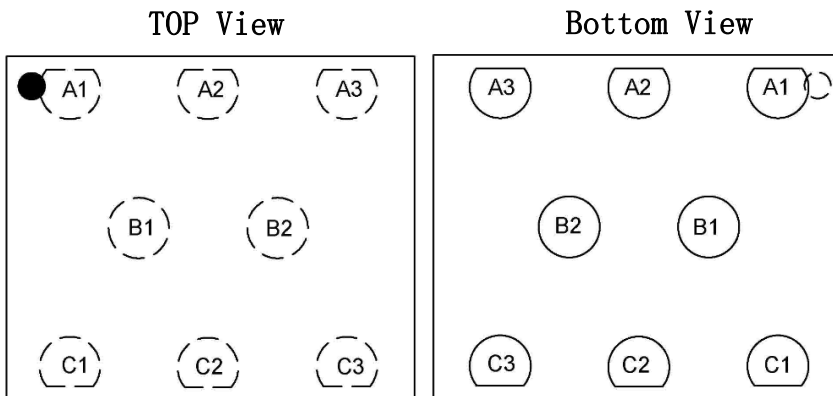 TOP View
Bottom View
A1 A2 A3
A3 A2 A1
B1 B2
B2 B1
C1 C2 C3
C3 C2 C1